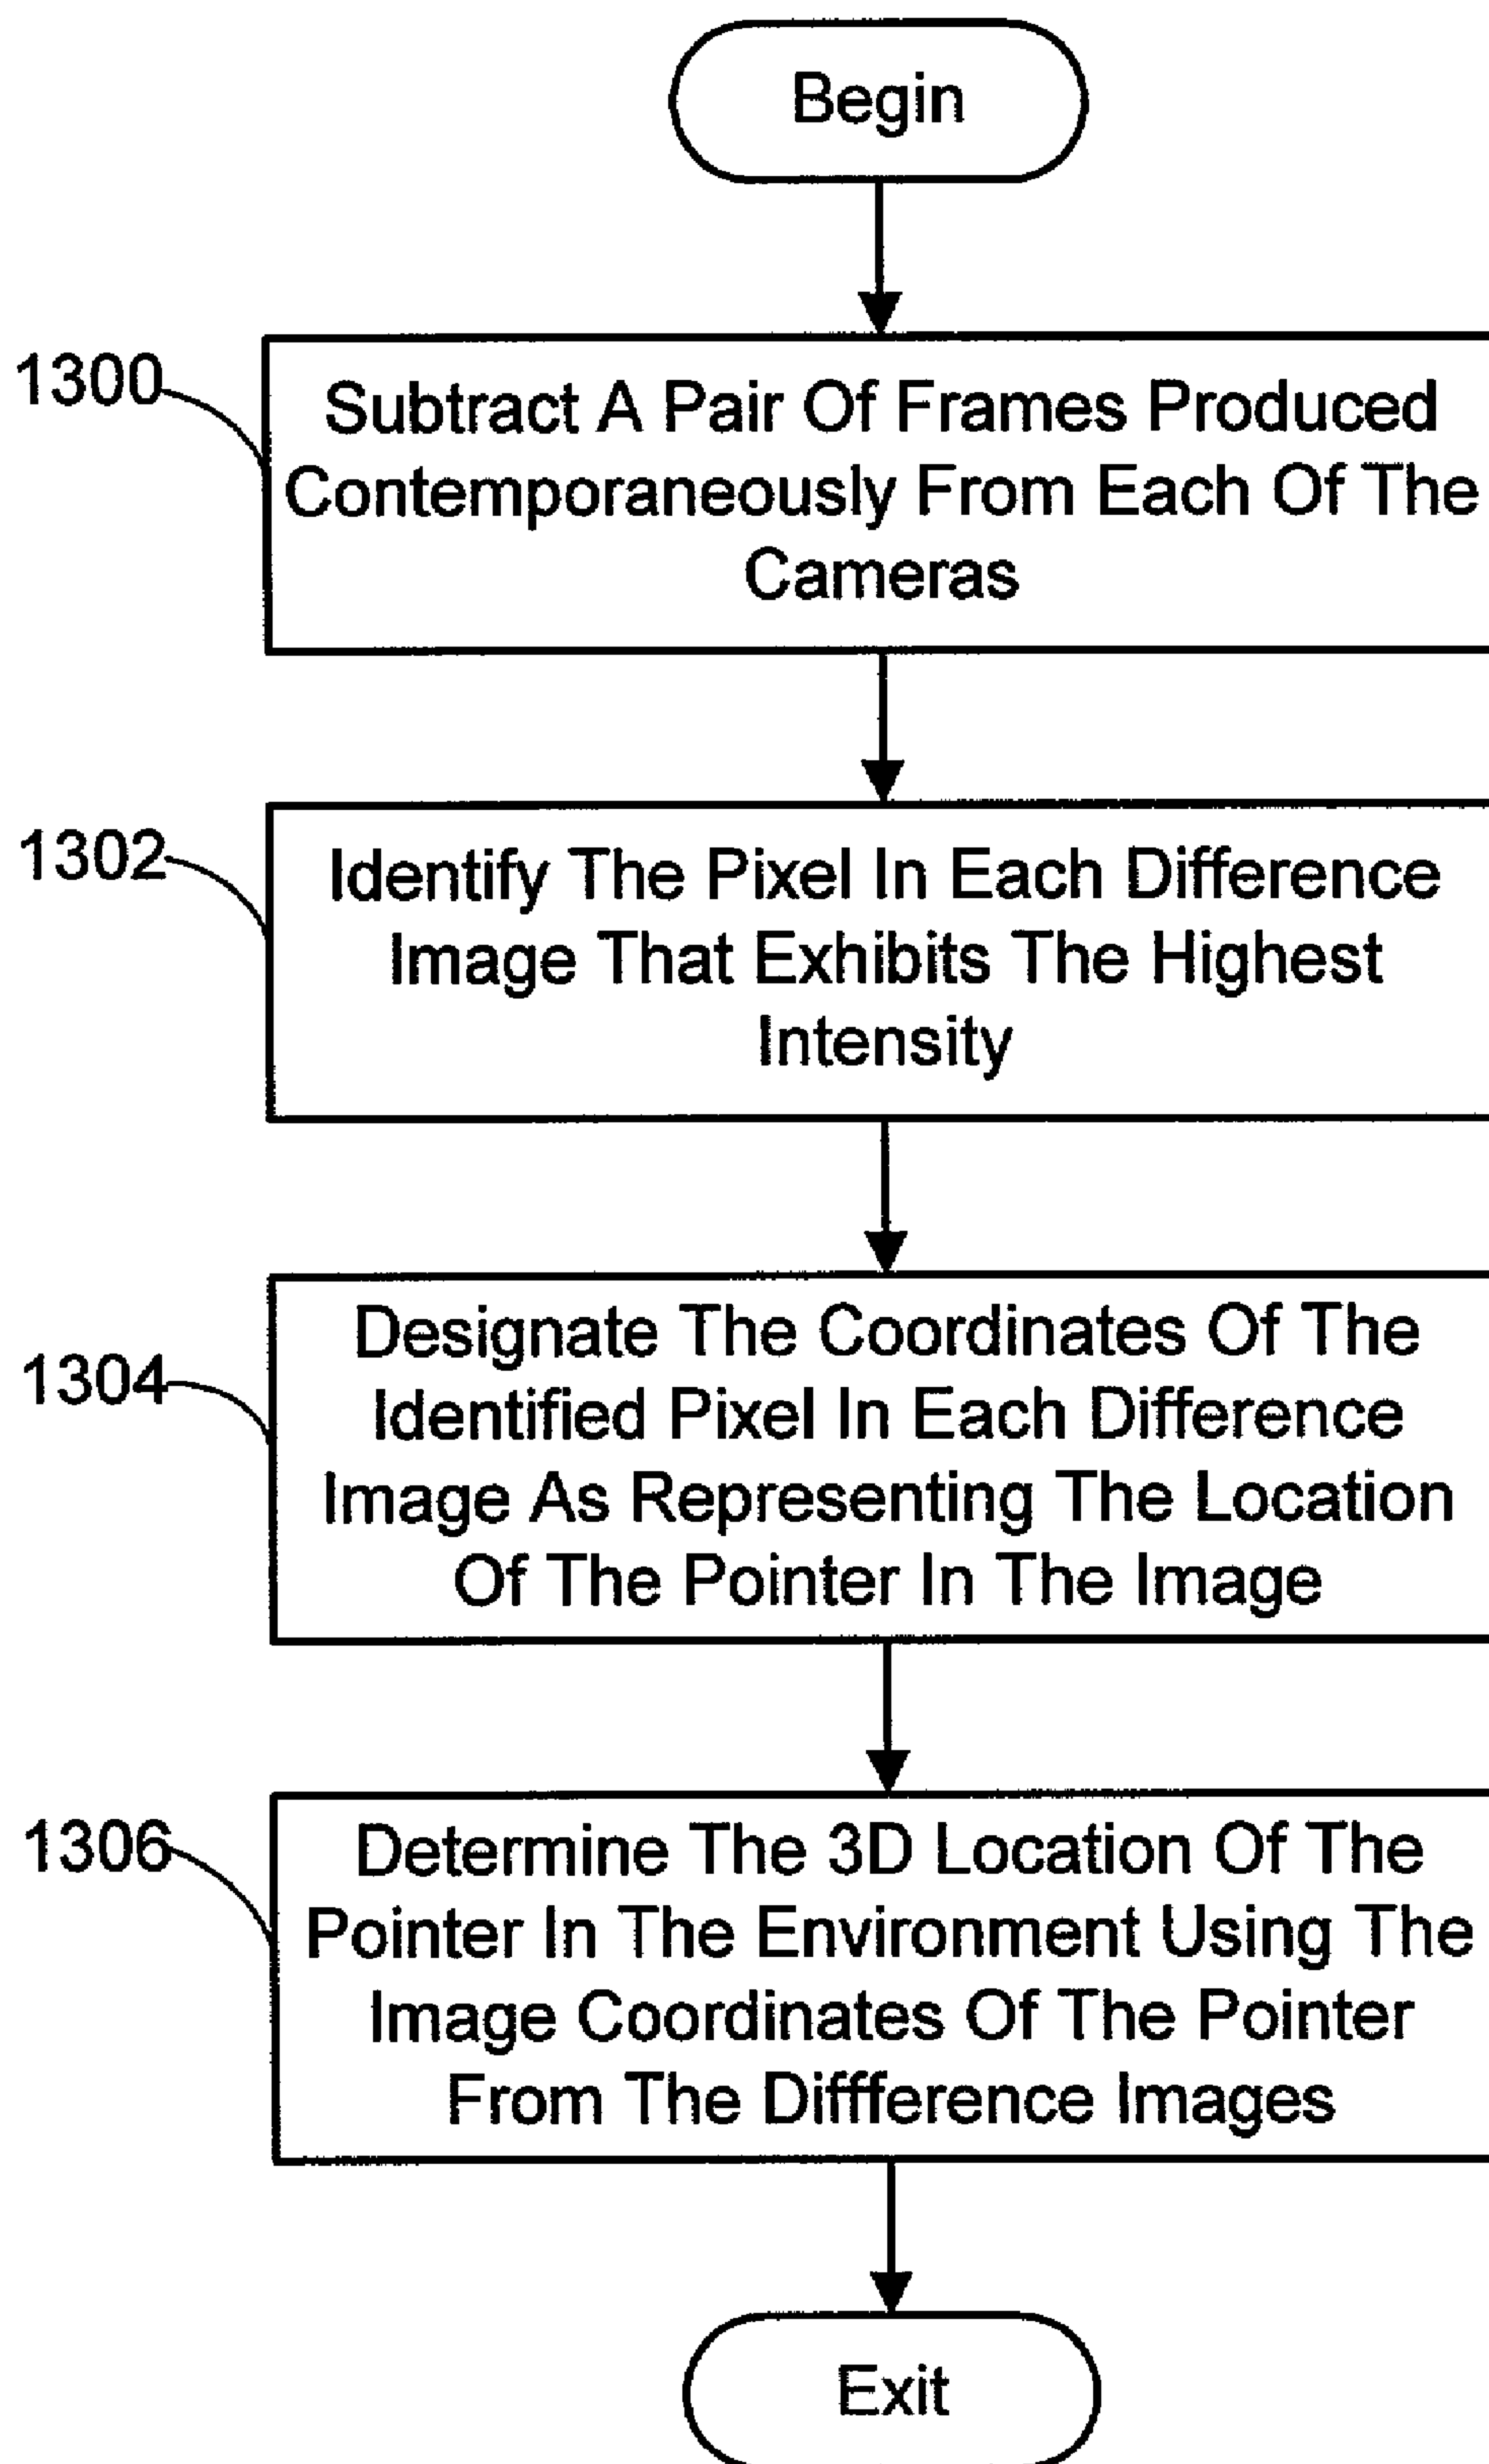 Begin
1300
Subtract A Pair Of Frames Produced
Contemporaneously From Each Of The
Cameras
1302
Identify The Pixel In Each Difference
Image That Exhibits The Highest
Intensity
1304
Designate The Coordinates Of The
Identified Pixel In Each Difference
Image As Representing The Location
Of The Pointer In The Image
1306
Determine The 3D Location Of The
Pointer In The Environment Using The
Image Coordinates Of The Pointer
From The Diffference Images
Exit